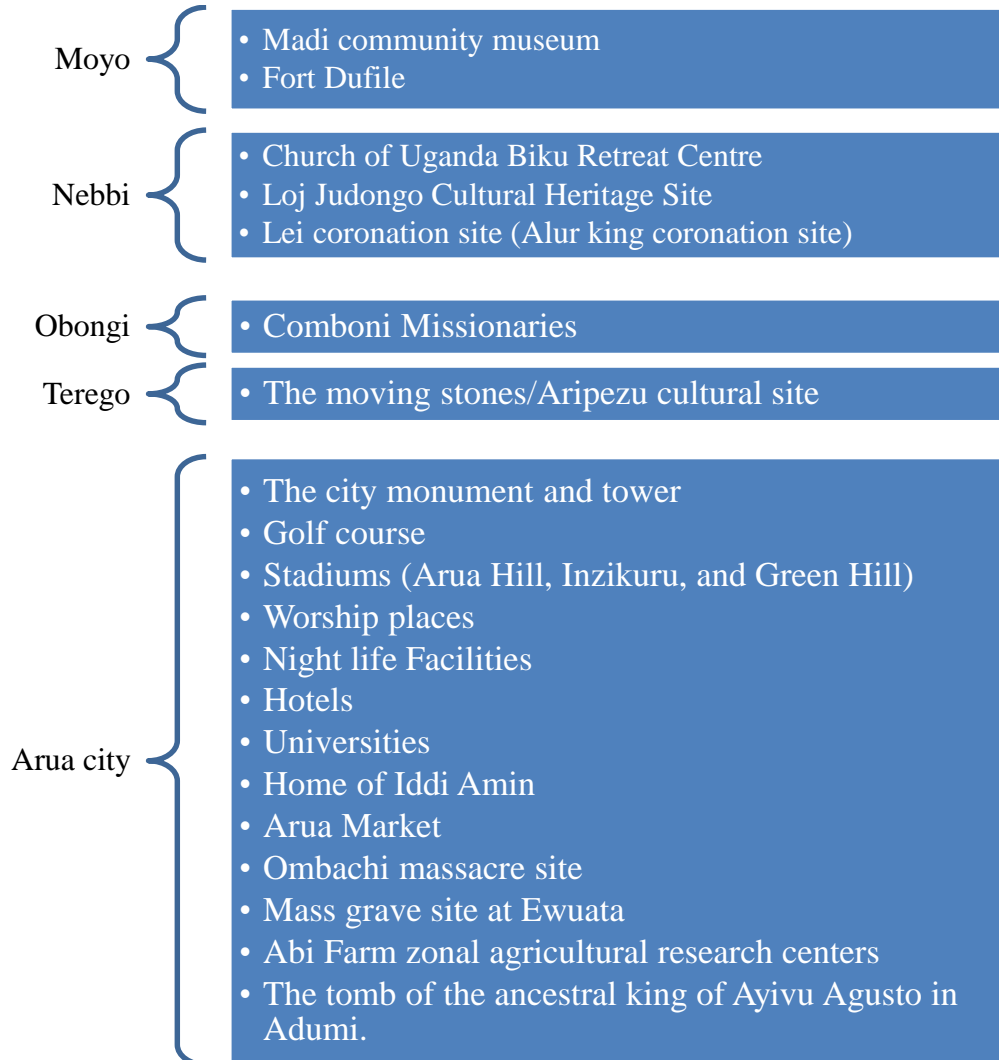 Moyo
• Madi community museum
• Fort Dufile
Nebbi
• Church of Uganda Biku Retreat Centre
• Loj Judongo Cultural Heritage Site
• Lei coronation site (Alur king coronation site)
Obongi
• Comboni Missionaries
Terego
• The moving stones/Aripezu cultural site
Arua city
• The city monument and tower
• Golf course
• Stadiums (Arua Hill, Inzikuru, and Green Hill)
• Worship places
• Night life Facilities
• Hotels
• Universities
• Home of Iddi Amin
• Arua Market
• Ombachi massacre site
• Mass grave site at Ewuata
• Abi Farm zonal agricultural research centers
• The tomb of the ancestral king of Ayivu Agusto in
Adumi.